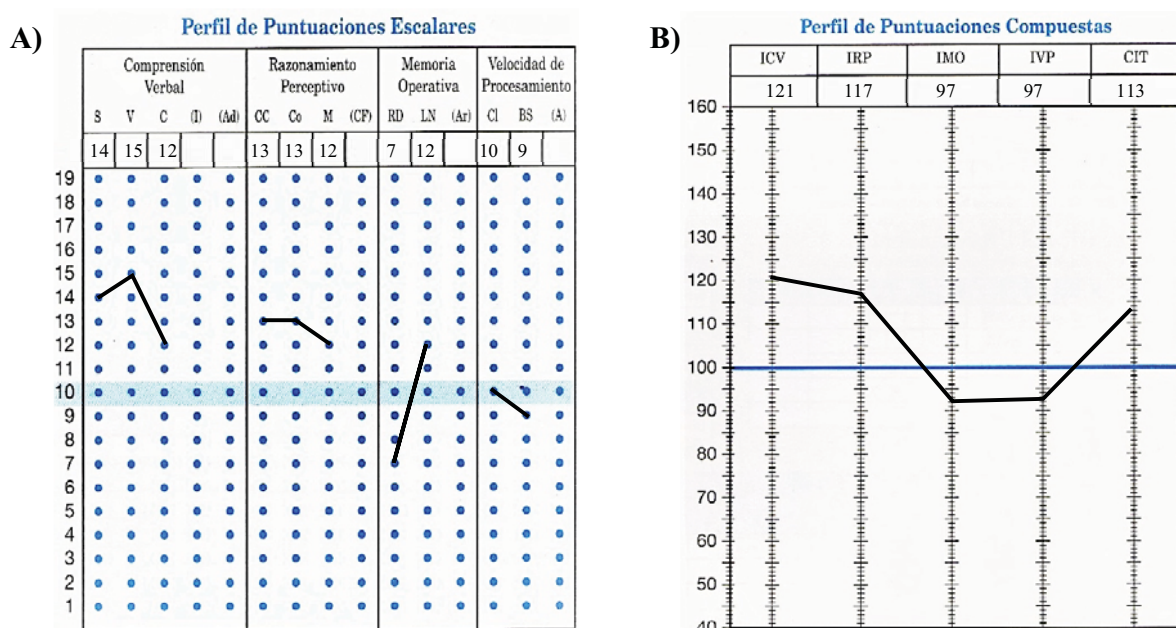 A)
Perfil de Puntuaciones Escalares
Comprensión Verbal
Razonamiento Perceptivo
Memoria Operativa
Velocidad de Procesamiento
S V C (I) (Ad) CC Co M (CF) RD LN (Ar) Cl BS (A)
14 15 12 13 13 12 7 12 10 9
19
18
17
16
15
14
13
12
11
10
9
8
7
6
5
4
3
2
1
B)
Perfil de Puntuaciones Compuestas
ICV IRP IMO IVP CIT
121 117 97 97 113
160
150
140
130
120
110
100
90
80
70
60
50
40